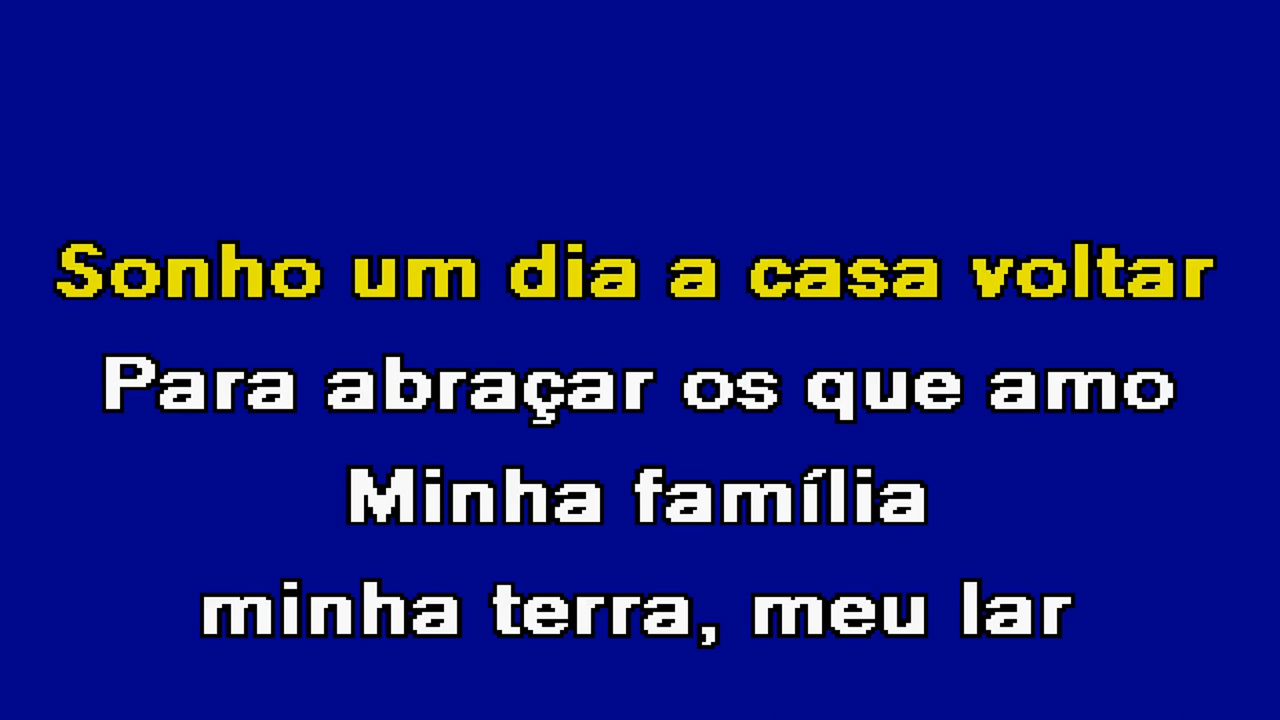 Sonho um dia a casa voltar
Para abraçar os que amo
Minha família
minha terra, meu lar